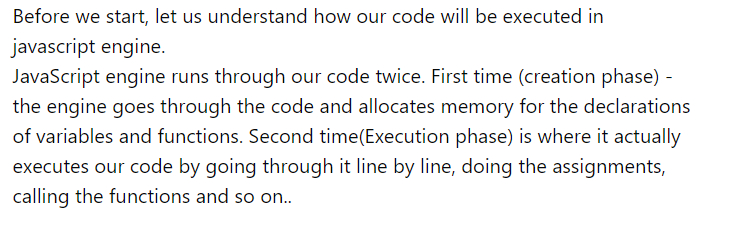 Before we start, let us understand how our code will be executed in
javascript engine.
JavaScript engine runs through our code twice. First time (creation phase) -
the engine goes through the code and allocates memory for the declarations
of variables and functions. Second time(Execution phase) is where it actually
executes our code by going through it line by line, doing the assignments,
calling the functions and so on..